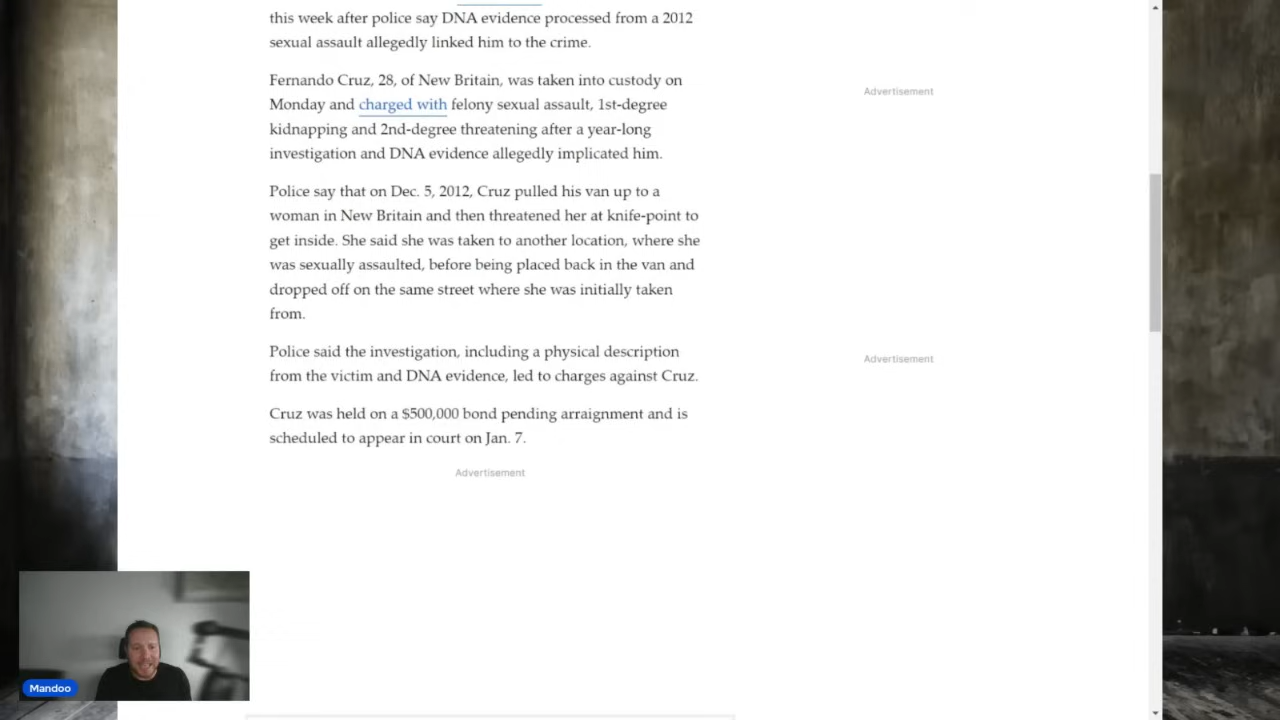 this week after police say DNA evidence processed from a 2012
sexual assault allegedly linked him to the crime.
Fernando Cruz, 28, of New Britain, was taken into custody on
Monday and charged with felony sexual assault, 1st-degree
kidnapping and 2nd-degree threatening after a year-long
investigation and DNA evidence allegedly implicated him.
Police say that on Dec. 5, 2012, Cruz pulled his van up to a
woman in New Britain and then threatened her at knife-point to
get inside. She said she was taken to another location, where she
was sexually assaulted, before being placed back in the van and
dropped off on the same street where she was initially taken
from.
Police said the investigation, including a physical description
from the victim and DNA evidence, led to charges against Cruz.
Cruz was held on a $500,000 bond pending arraignment and is
scheduled to appear in court on Jan. 7.
Advertisement
Advertisement
Advertisement
Mandoo